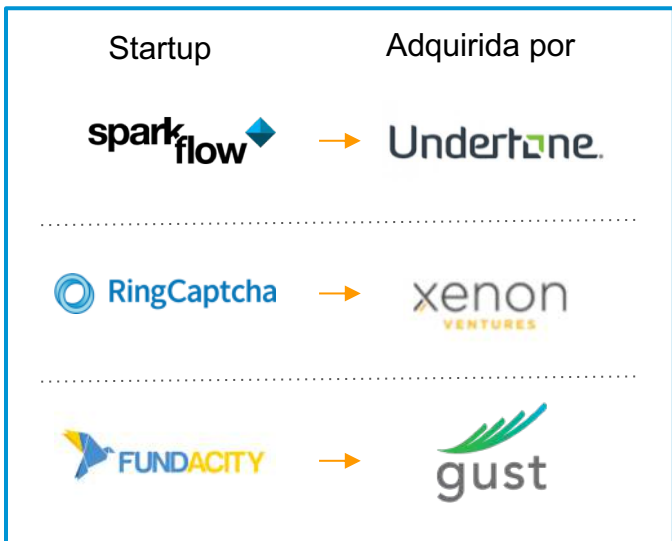 Startup Adquirida por
spark flow Undertone.
RingCaptcha xenon
VENTURES
FUNDACITY gust